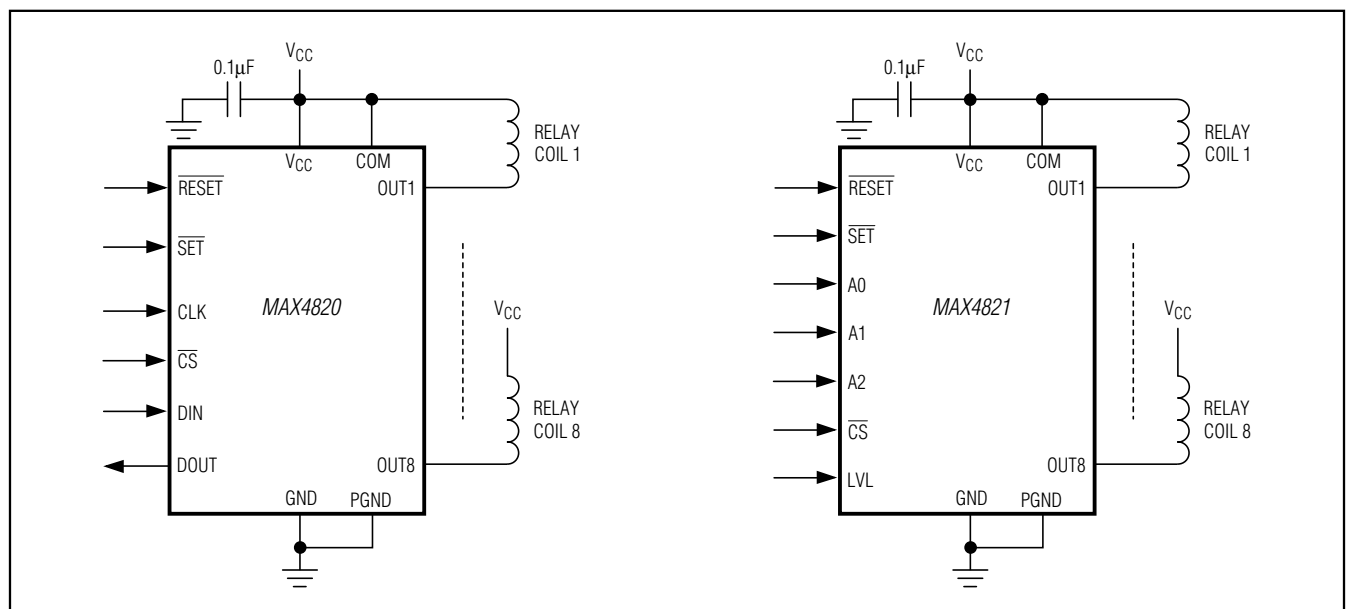 VCC
0.1µF
RELAY
COIL 1
VCC
COM
OUT1
RESET
SET
CLK
CS
DIN
DOUT
MAX4820
VCC
RELAY
COIL 8
OUT8
GND
PGND
VCC
0.1µF
RELAY
COIL 1
VCC
COM
OUT1
RESET
SET
A0
A1
A2
CS
LVL
MAX4821
VCC
RELAY
COIL 8
OUT8
GND
PGND